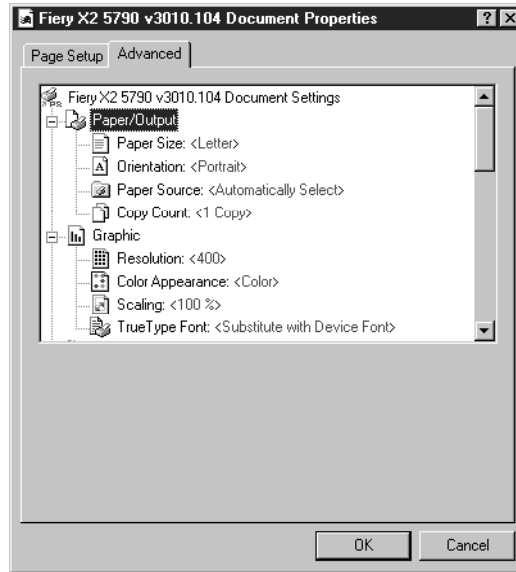 Fiery X2 5790 v3010.104 Document Properties
Page Setup Advanced
Fiery X2 5790 v3010.104 Document Settings
Paper/Output
Paper Size: <Letter>
Orientation: <Portrait>
Paper Source: <Automatically Select>
Copy Count: <1 Copy>
Graphic
Resolution: <400>
Color Appearance: <Color>
Scaling: <100 %>
TrueType Font: <Substitute with Device Font>
OK Cancel